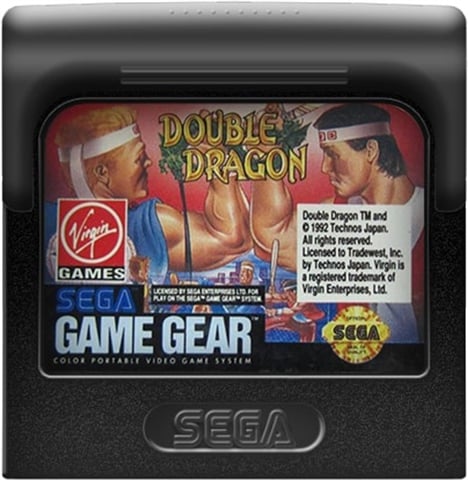 DOUBLE
DRAGON
Virgin
GAMES
Double Dragon TM and
© 1992 Technos Japan.
All rights reserved.
Licensed to Tradewest, Inc.
by Technos Japan. Virgin is
a registered trademark of
Virgin Enterprises, Ltd.
LICENSED BY SEGA ENTERPRISES LTD. FOR
PLAY ON THE SEGA™ GAME GEAR™ SYSTEM.
SEGA
GAME GEAR™
COLOR PORTABLE VIDEO GAME SYSTEM
SEGA
SEGA